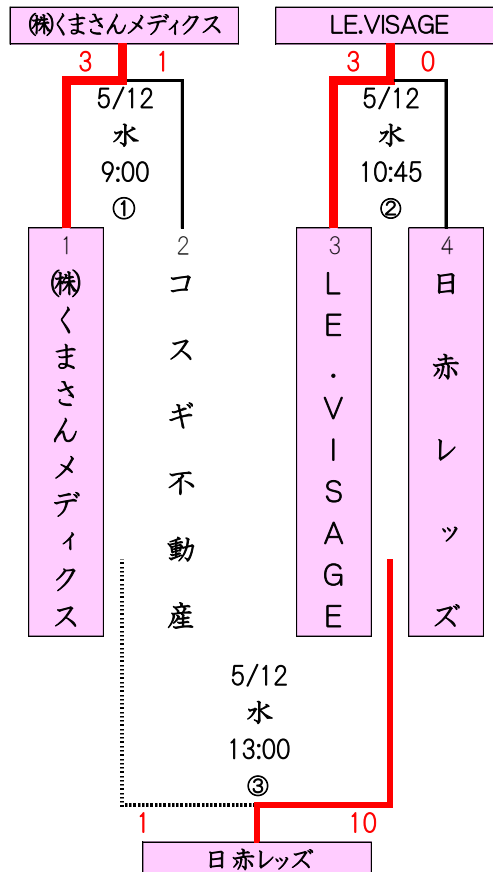 ㈱くまさんメディクス
LE.VISAGE
3 1
3 0
5/12
水
9:00
①
5/12
水
10:45
②
1
㈱くまさんメディクス
2
コスギ不動産
3
LE.VISAGE
4
日赤レッズ
5/12
水
13:00
③
1 10
日赤レッズ